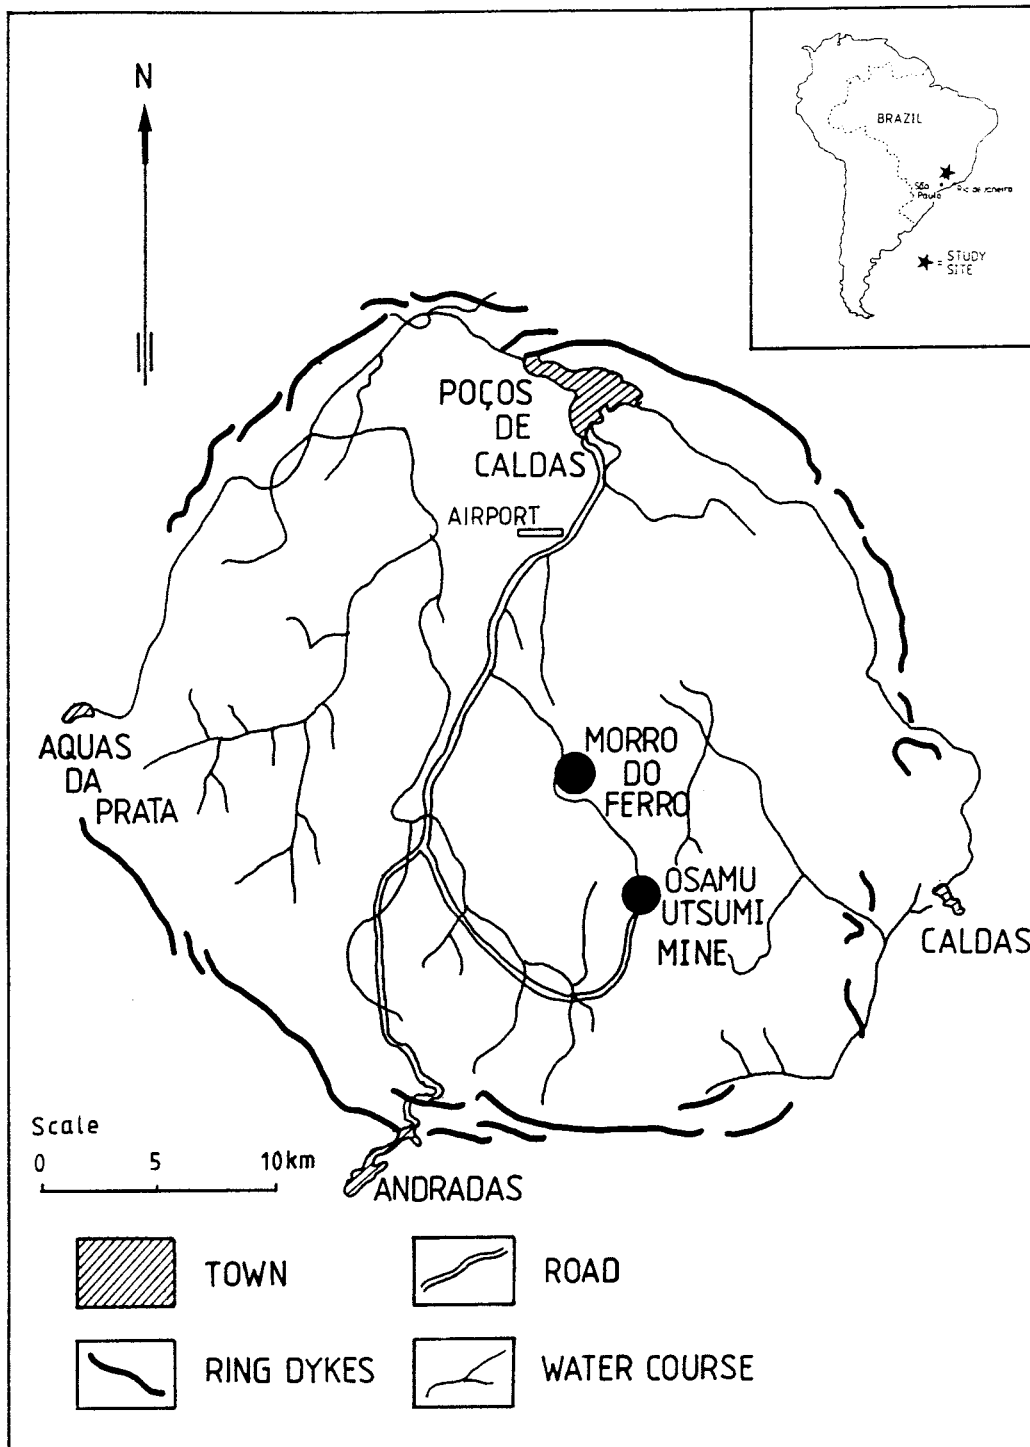 N
BRAZIL
São
Paulo
Rio de Janeiro
= STUDY
SITE
POÇOS
DE
CALDAS
AIRPORT
AQUAS
DA
PRATA
MORRO
DO
FERRO
OSAMU
UTSUMI
MINE
CALDAS
ANDRADAS
Scale
0 5 10km
TOWN
ROAD
RING DYKES
WATER COURSE